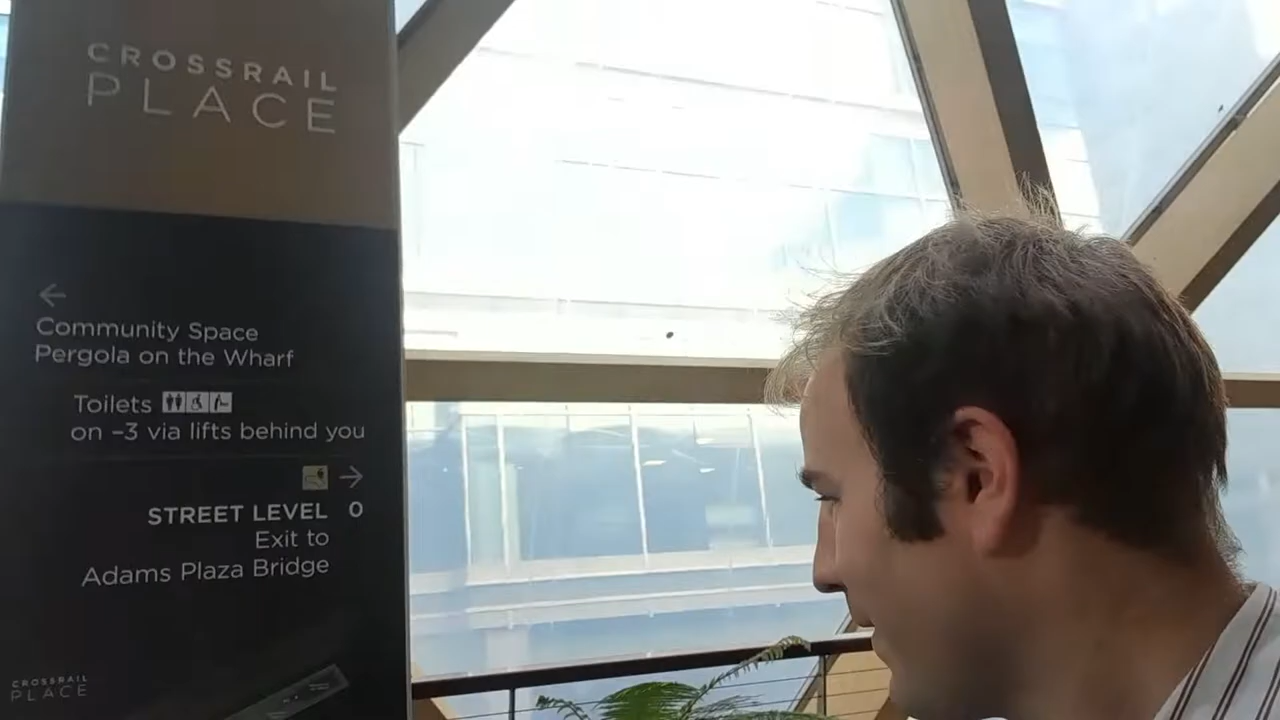 CROSSRAIL
PLACE
←
Community Space
Pergola on the Wharf
Toilets
on –3 via lifts behind you
→
STREET LEVEL 0
Exit to
Adams Plaza Bridge
CROSSRAIL
PLACE